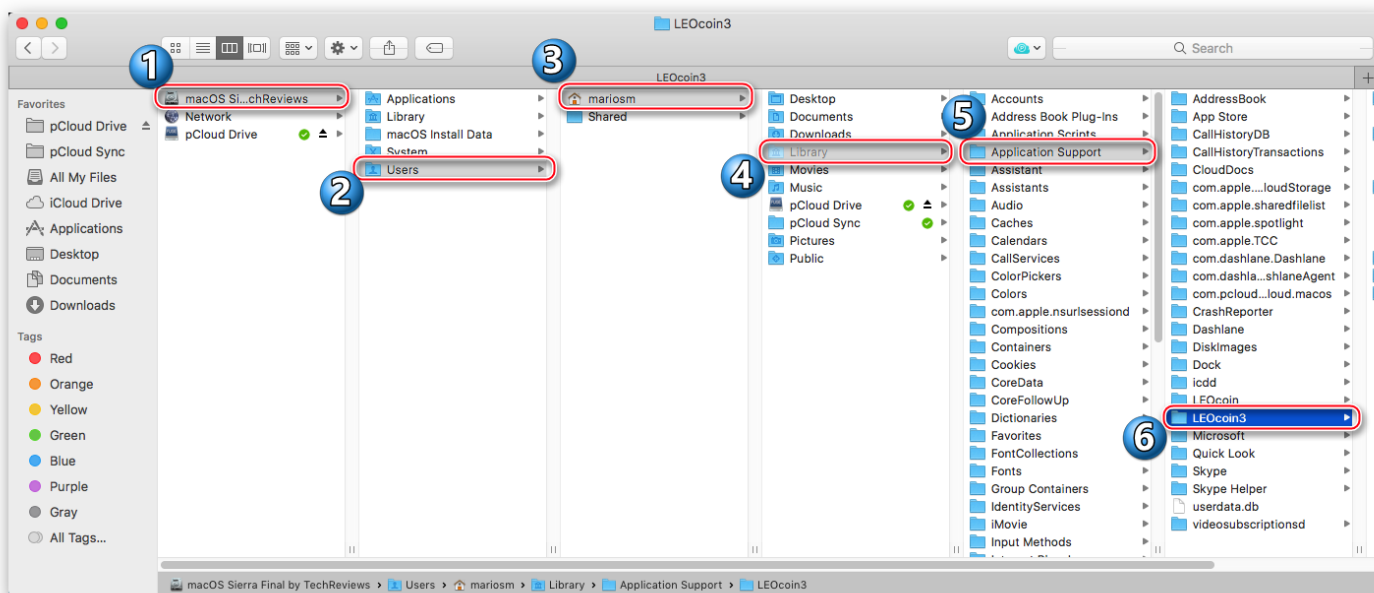 LEOcoin3
Search
LEOcoin3
Favorites
pCloud Drive
pCloud Sync
All My Files
iCloud Drive
Applications
Desktop
Documents
Downloads
Tags
Red
Orange
Yellow
Green
Blue
Purple
Gray
All Tags...
1
macOS Si...chReviews
Network
pCloud Drive
2
Applications
Library
macOS Install Data
System
Users
3
mariosm
Shared
4
Desktop
Documents
Downloads
Library
Movies
Music
pCloud Drive
pCloud Sync
Pictures
Public
5
Accounts
Address Book Plug-Ins
Application Scripts
Application Support
Assistant
Assistants
Audio
Caches
Calendars
CallServices
ColorPickers
Colors
com.apple.nsurlsessiond
Compositions
Containers
Cookies
CoreData
CoreFollowUp
Dictionaries
Favorites
FontCollections
Fonts
Group Containers
IdentityServices
iMovie
Input Methods
6
AddressBook
App Store
CallHistoryDB
CallHistoryTransactions
CloudDocs
com.apple....loudStorage
com.apple.sharedfilelist
com.apple.spotlight
com.apple.TCC
com.dashlane.Dashlane
com.dashla...shlaneAgent
com.pcloud...loud.macos
CrashReporter
Dashlane
DiskImages
Dock
icdd
LEOcoin
LEOcoin3
Microsoft
Quick Look
Skype
Skype Helper
userdata.db
videosubscriptionsd
macOS Sierra Final by TechReviews › Users › mariosm › Library › Application Support › LEOcoin3